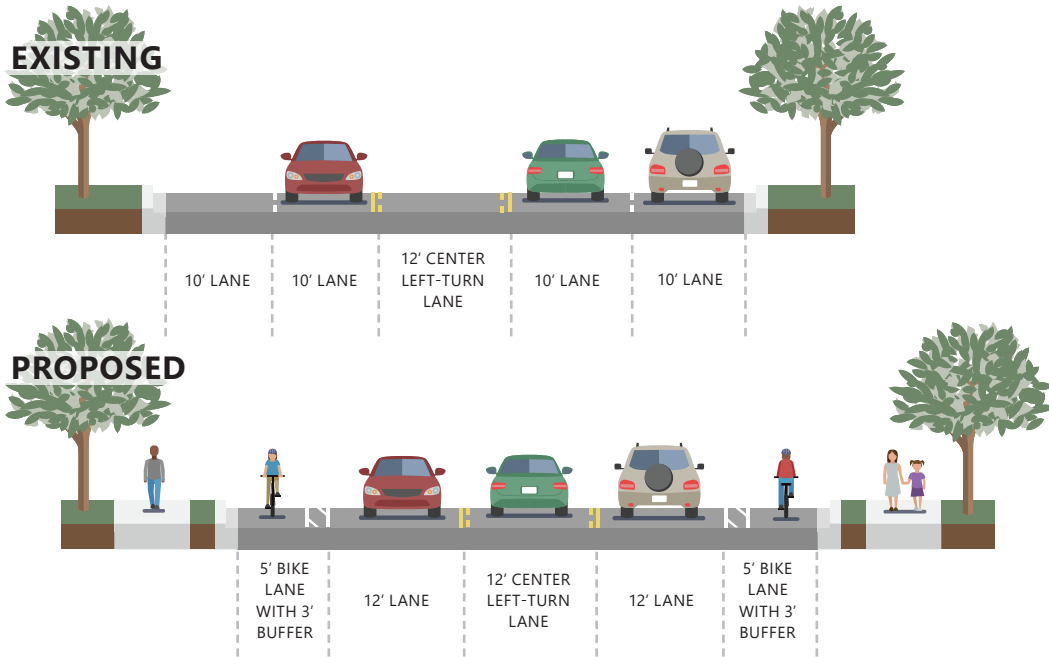 EXISTING
10’ LANE
10’ LANE
12’ CENTER
LEFT-TURN
LANE
10’ LANE
10’ LANE
PROPOSED
5’ BIKE
LANE
WITH 3’
BUFFER
12’ LANE
12’ CENTER
LEFT-TURN
LANE
12’ LANE
5’ BIKE
LANE
WITH 3’
BUFFER